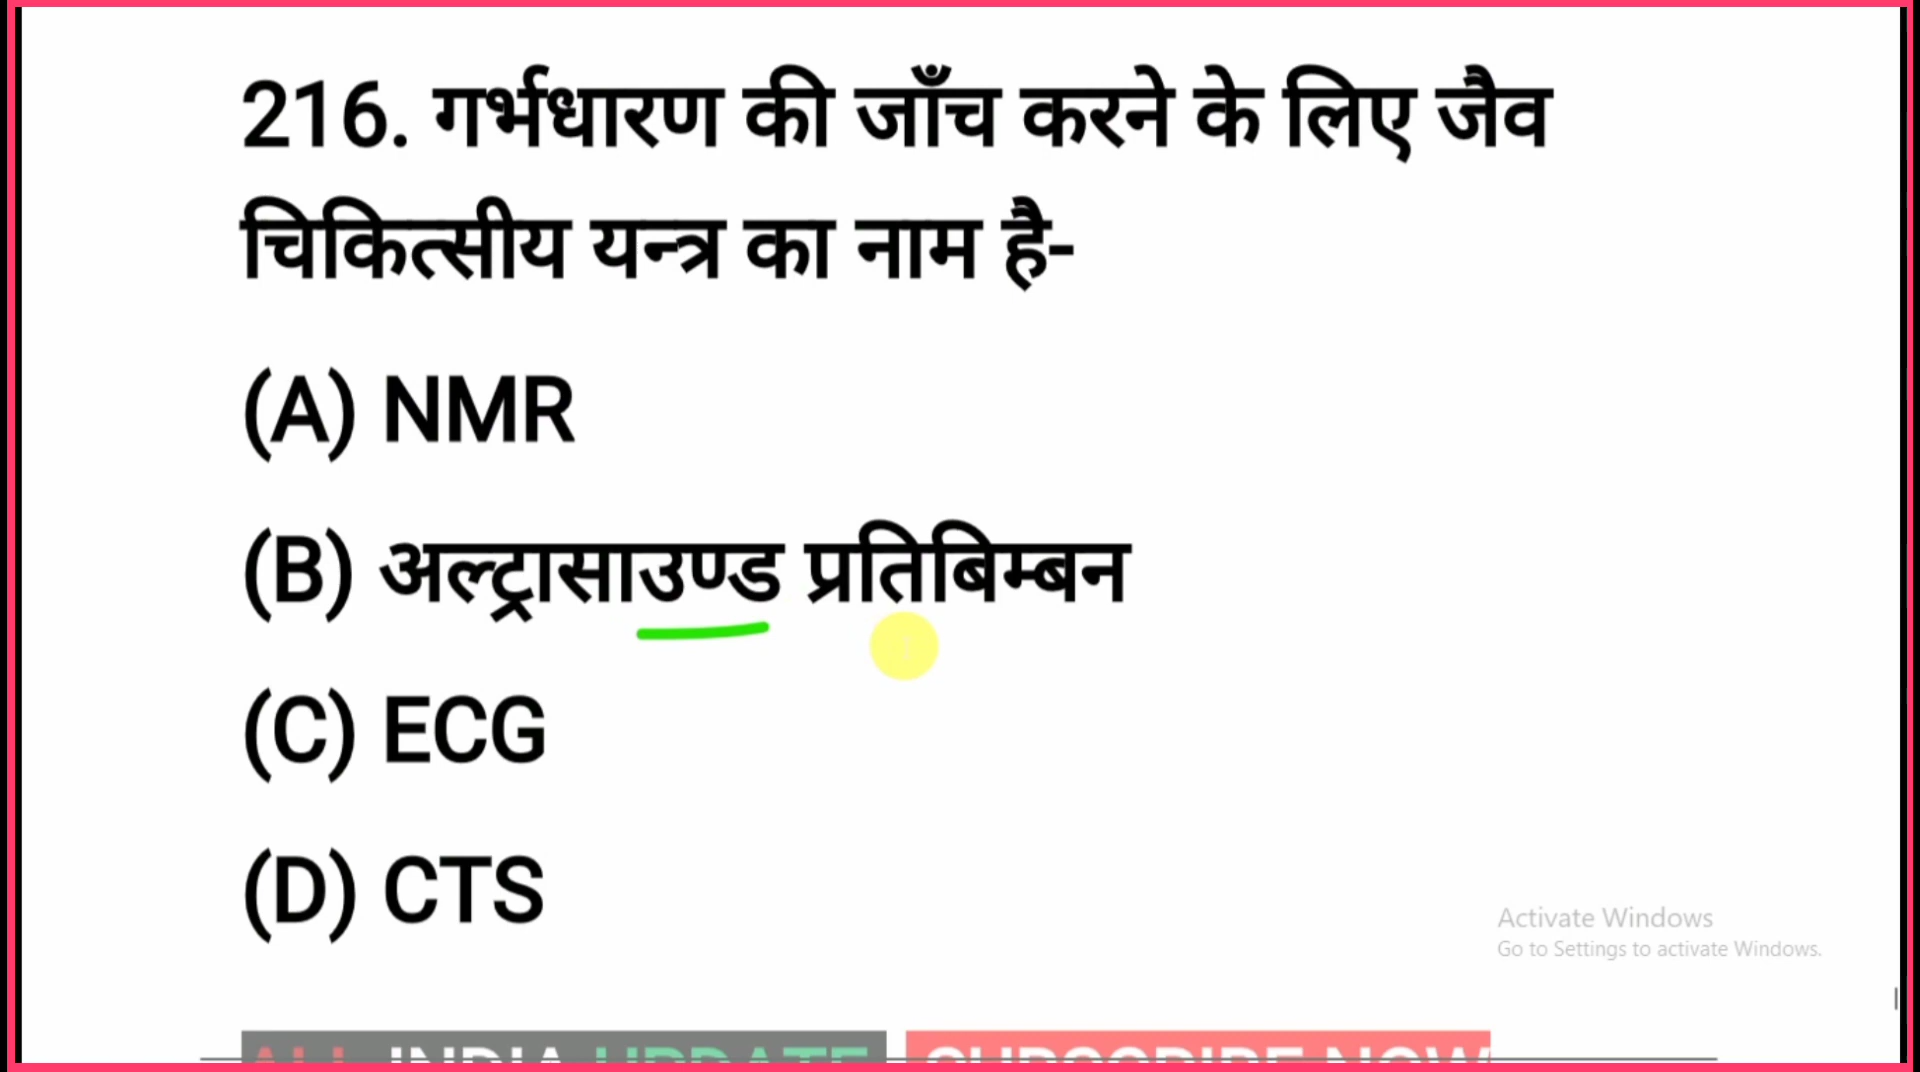 216. गर्भधारण की जाँच करने के लिए जैव
चिकित्सीय यन्त्र का नाम है-
(A) NMR
(B) अल्ट्रासाउण्ड प्रतिबिम्बन
(C) ECG
(D) CTS
Activate Windows
Go to Settings to activate Windows.
ALL INDIA UPDATE SUBSCRIBE NOW